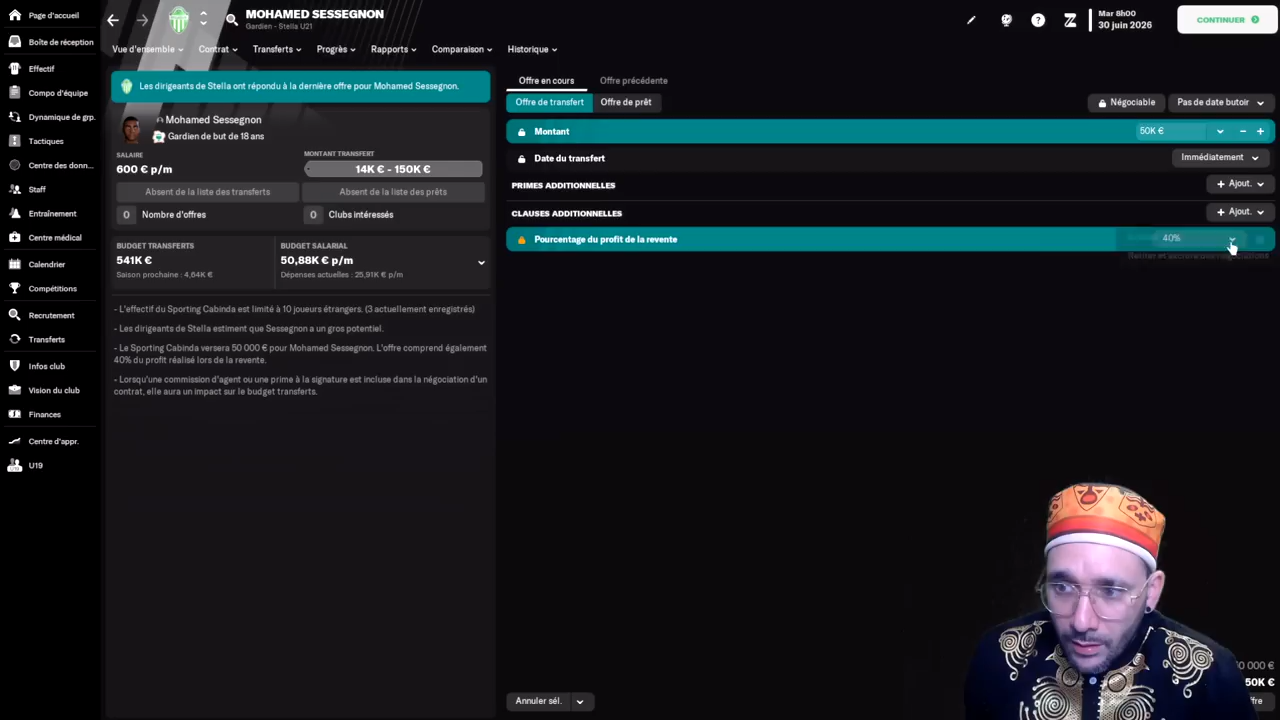 Page d'accueil
Boîte de réception
Effectif
Compo d'équipe
Dynamique de grp.
Tactiques
Centre des donn...
Staff
Entraînement
Centre médical
Calendrier
Compétitions
Recrutement
Transferts
Infos club
Vision du club
Finances
Centre d'appr.
U19
MOHAMED SESSEGNON
Gardien - Stella U21
Mar 8h00
30 juin 2026
CONTINUER
Vue d'ensemble
Contrat
Transferts
Progrès
Rapports
Comparaison
Historique
Les dirigeants de Stella ont répondu à la dernière offre pour Mohamed Sessegnon.
Mohamed Sessegnon
Gardien de but de 18 ans
SALAIRE
600 € p/m
MONTANT TRANSFERT
14K € - 150K €
Absent de la liste des transferts
Absent de la liste des prêts
0 Nombre d'offres
0 Clubs intéressés
BUDGET TRANSFERTS
541K €
Saison prochaine : 4,64K €
BUDGET SALARIAL
50,88K € p/m
Dépenses actuelles : 25,91K € p/m
- L'effectif du Sporting Cabinda est limité à 10 joueurs étrangers. (3 actuellement enregistrés)
- Les dirigeants de Stella estiment que Sessegnon a un gros potentiel.
- Le Sporting Cabinda versera 50 000 € pour Mohamed Sessegnon. L'offre comprend également
40% du profit réalisé lors de la revente.
- Lorsqu'une commission d'agent ou une prime à la signature est incluse dans la négociation d'un
contrat, elle aura un impact sur le budget transferts.
Offre en cours
Offre précédente
Offre de transfert
Offre de prêt
Négociable
Pas de date butoir
Montant
50K €
Date du transfert
Immédiatement
PRIMES ADDITIONNELLES
Ajout.
CLAUSES ADDITIONNELLES
Ajout.
Pourcentage du profit de la revente
40%
0 000 €
50K €
Annuler sél.
ffre